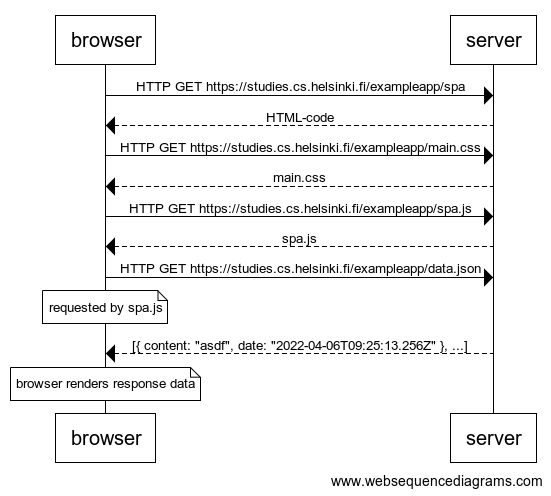 browser server
HTTP GET https://studies.cs.helsinki.fi/exampleapp/spa
HTML-code
HTTP GET https://studies.cs.helsinki.fi/exampleapp/main.css
main.css
HTTP GET https://studies.cs.helsinki.fi/exampleapp/spa.js
spa.js
HTTP GET https://studies.cs.helsinki.fi/exampleapp/data.json
requested by spa.js
[{ content: "asdf", date: "2022-04-06T09:25:13.256Z" }, ...]
browser renders response data
browser server
www.websequencediagrams.com